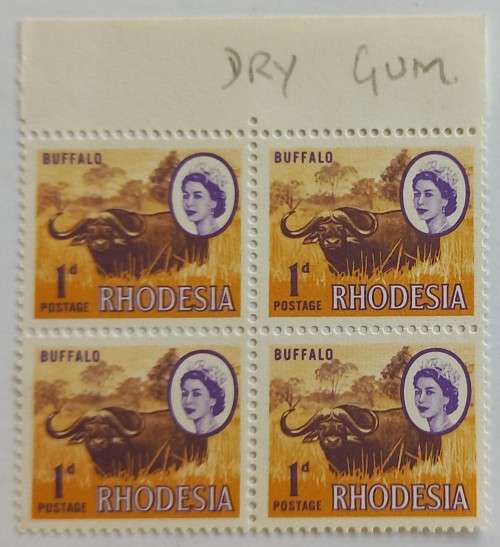 DRY GUM.
BUFFALO
1d
POSTAGE RHODESIA
BUFFALO
1d
POSTAGE RHODESIA
BUFFALO
1d
POSTAGE RHODESIA
BUFFALO
1d
POSTAGE RHODESIA